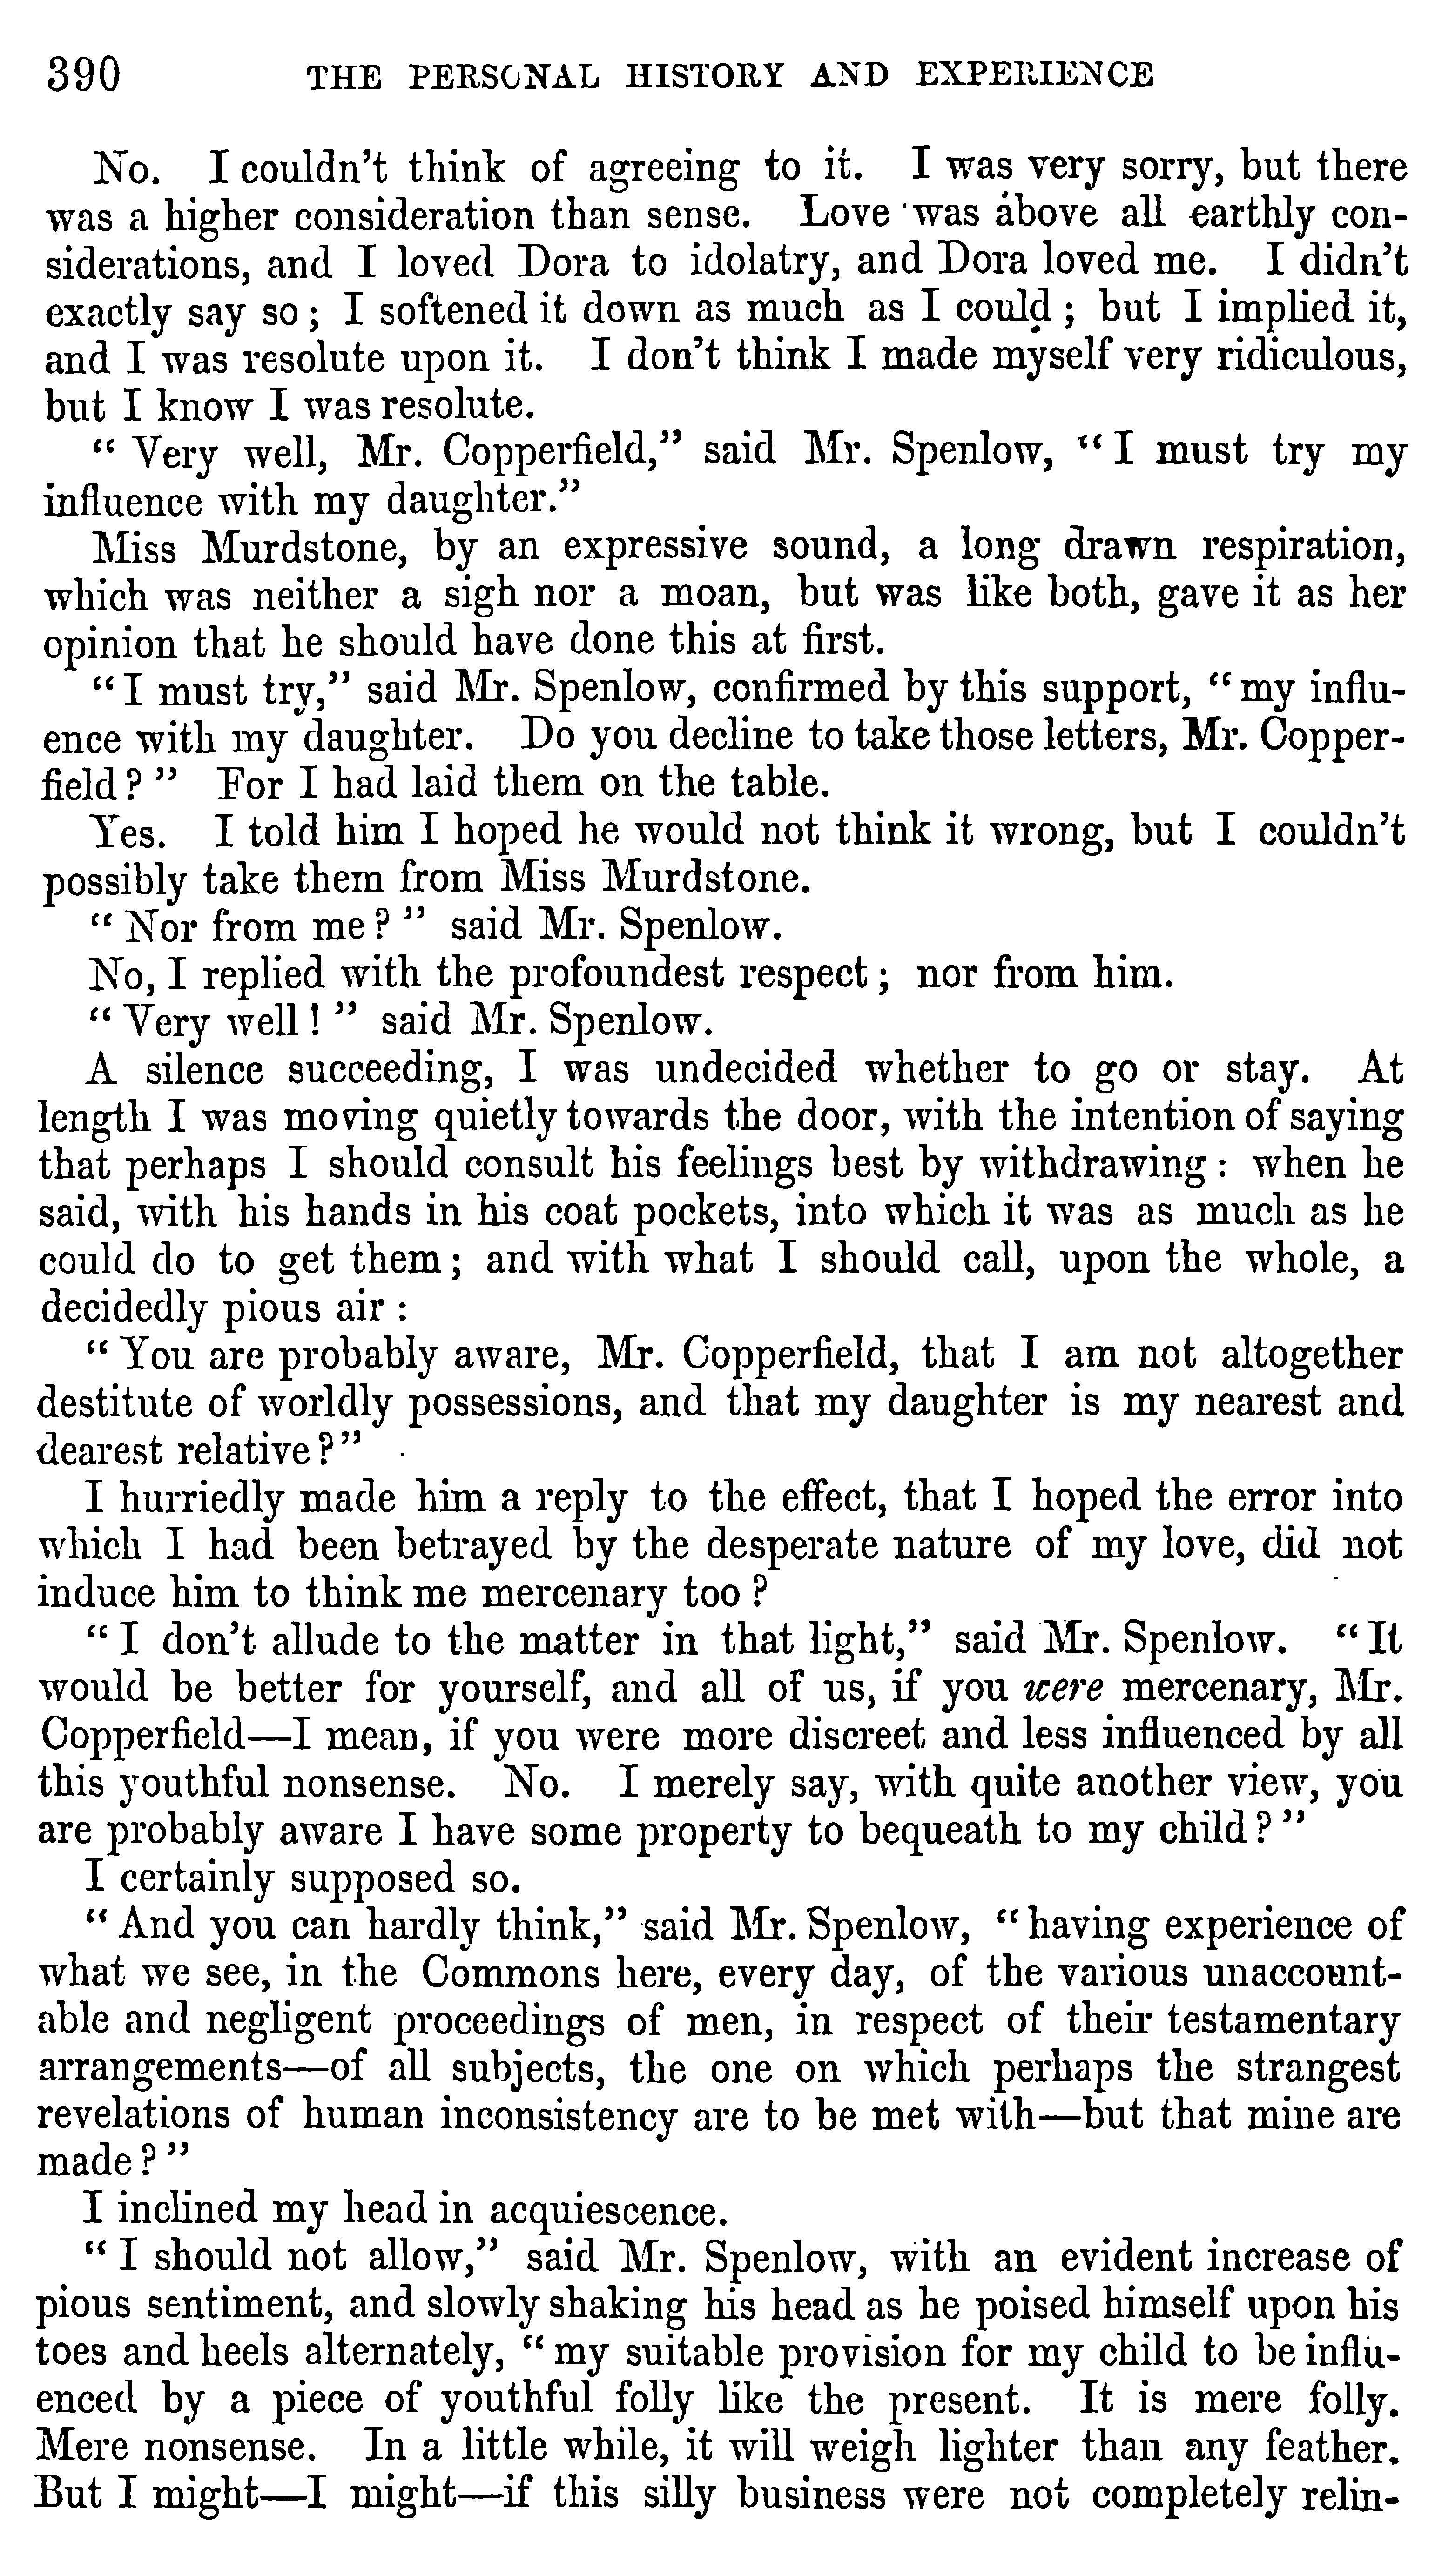 390 THE PERSONAL HISTORY AND EXPERIENCE
No. I couldn't think of agreeing to it. I was very sorry, but there
was a higher consideration than sense. Love was above all earthly con-
siderations, and I loved Dora to idolatry, and Dora loved me. I didn't
exactly say so; I softened it down as much as I could; but I implied it,
and I was resolute upon it. I don't think I made myself very ridiculous,
but I know I was resolute.
"Very well, Mr. Copperfield," said Mr. Spenlow, "I must try my
influence with my daughter."
Miss Murdstone, by an expressive sound, a long drawn respiration,
which was neither a sigh nor a moan, but was like both, gave it as her
opinion that he should have done this at first.
"I must try," said Mr. Spenlow, confirmed by this support, "my influ-
ence with my daughter. Do you decline to take those letters, Mr. Copper-
field?" For I had laid them on the table.
Yes. I told him I hoped he would not think it wrong, but I couldn't
possibly take them from Miss Murdstone.
"Nor from me?" said Mr. Spenlow.
No, I replied with the profoundest respect; nor from him.
"Very well!" said Mr. Spenlow.
A silence succeeding, I was undecided whether to go or stay. At
length I was moving quietly towards the door, with the intention of saying
that perhaps I should consult his feelings best by withdrawing: when he
said, with his hands in his coat pockets, into which it was as much as he
could do to get them; and with what I should call, upon the whole, a
decidedly pious air:
"You are probably aware, Mr. Copperfield, that I am not altogether
destitute of worldly possessions, and that my daughter is my nearest and
dearest relative?"
I hurriedly made him a reply to the effect, that I hoped the error into
which I had been betrayed by the desperate nature of my love, did not
induce him to think me mercenary too?
"I don't allude to the matter in that light," said Mr. Spenlow. "It
would be better for yourself, and all of us, if you were mercenary, Mr.
Copperfield—I mean, if you were more discreet and less influenced by all
this youthful nonsense. No. I merely say, with quite another view, you
are probably aware I have some property to bequeath to my child?"
I certainly supposed so.
"And you can hardly think," said Mr. Spenlow, "having experience of
what we see, in the Commons here, every day, of the various unaccount-
able and negligent proceedings of men, in respect of their testamentary
arrangements—of all subjects, the one on which perhaps the strangest
revelations of human inconsistency are to be met with—but that mine are
made?"
I inclined my head in acquiescence.
"I should not allow," said Mr. Spenlow, with an evident increase of
pious sentiment, and slowly shaking his head as he poised himself upon his
toes and heels alternately, "my suitable provision for my child to be influ-
enced by a piece of youthful folly like the present. It is mere folly.
Mere nonsense. In a little while, it will weigh lighter than any feather.
But I might—I might—if this silly business were not completely relin-